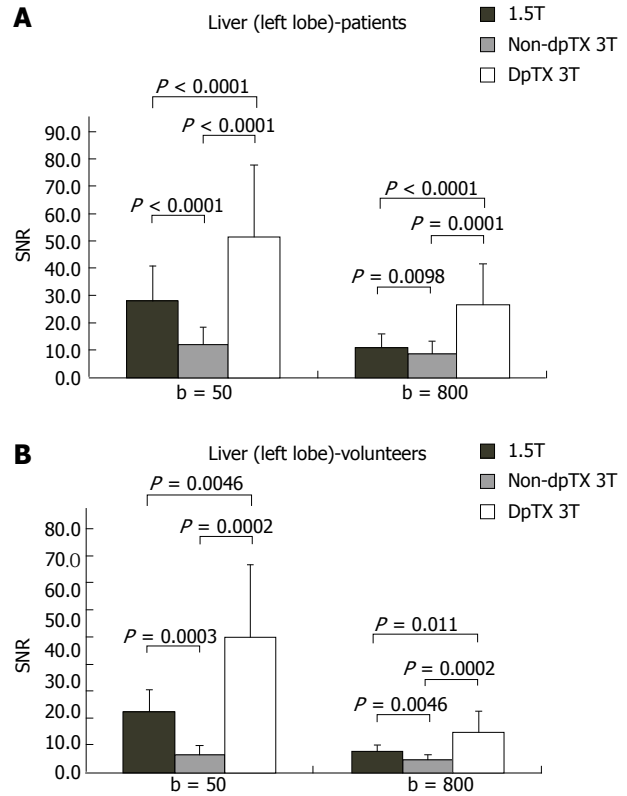 A
Liver (left lobe)-patients
1.5T
Non-dpTX 3T
DpTX 3T
P < 0.0001
P < 0.0001
P < 0.0001
P < 0.0001
P = 0.0001
P = 0.0098
SNR
90.0
80.0
70.0
60.0
50.0
40.0
30.0
20.0
10.0
0.0
b = 50
b = 800
B
Liver (left lobe)-volunteers
1.5T
Non-dpTX 3T
DpTX 3T
P = 0.0046
P = 0.0002
P = 0.0003
P = 0.011
P = 0.0002
P = 0.0046
SNR
80.0
70.0
60.0
50.0
40.0
30.0
20.0
10.0
0.0
b = 50
b = 800